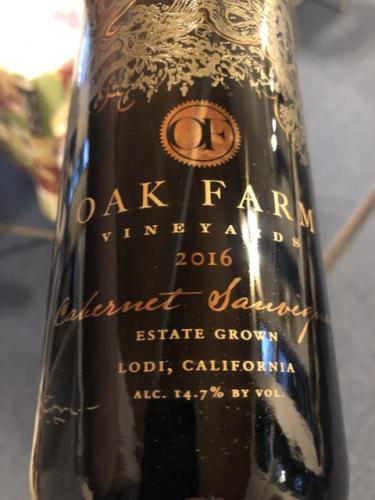 OF
OAK FARM
VINEYARDS
2016
Cabernet Sauvign
ESTATE GROWN
LODI, CALIFORNIA
ALC. 14.7% BY VOL.